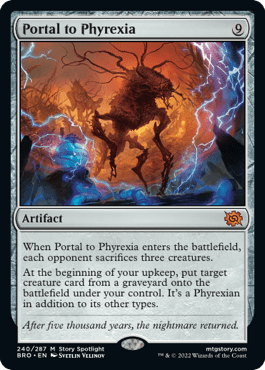 Portal to Phyrexia 9
Artifact
When Portal to Phyrexia enters the battlefield,
each opponent sacrifices three creatures.
At the beginning of your upkeep, put target
creature card from a graveyard onto the
battlefield under your control. It's a Phyrexian
in addition to its other types.
After five thousand years, the nightmare returned.
240/287 M Story Spotlight mtgstory.com
BRO • EN Svetlin Velinov ™ & © 2022 Wizards of the Coast